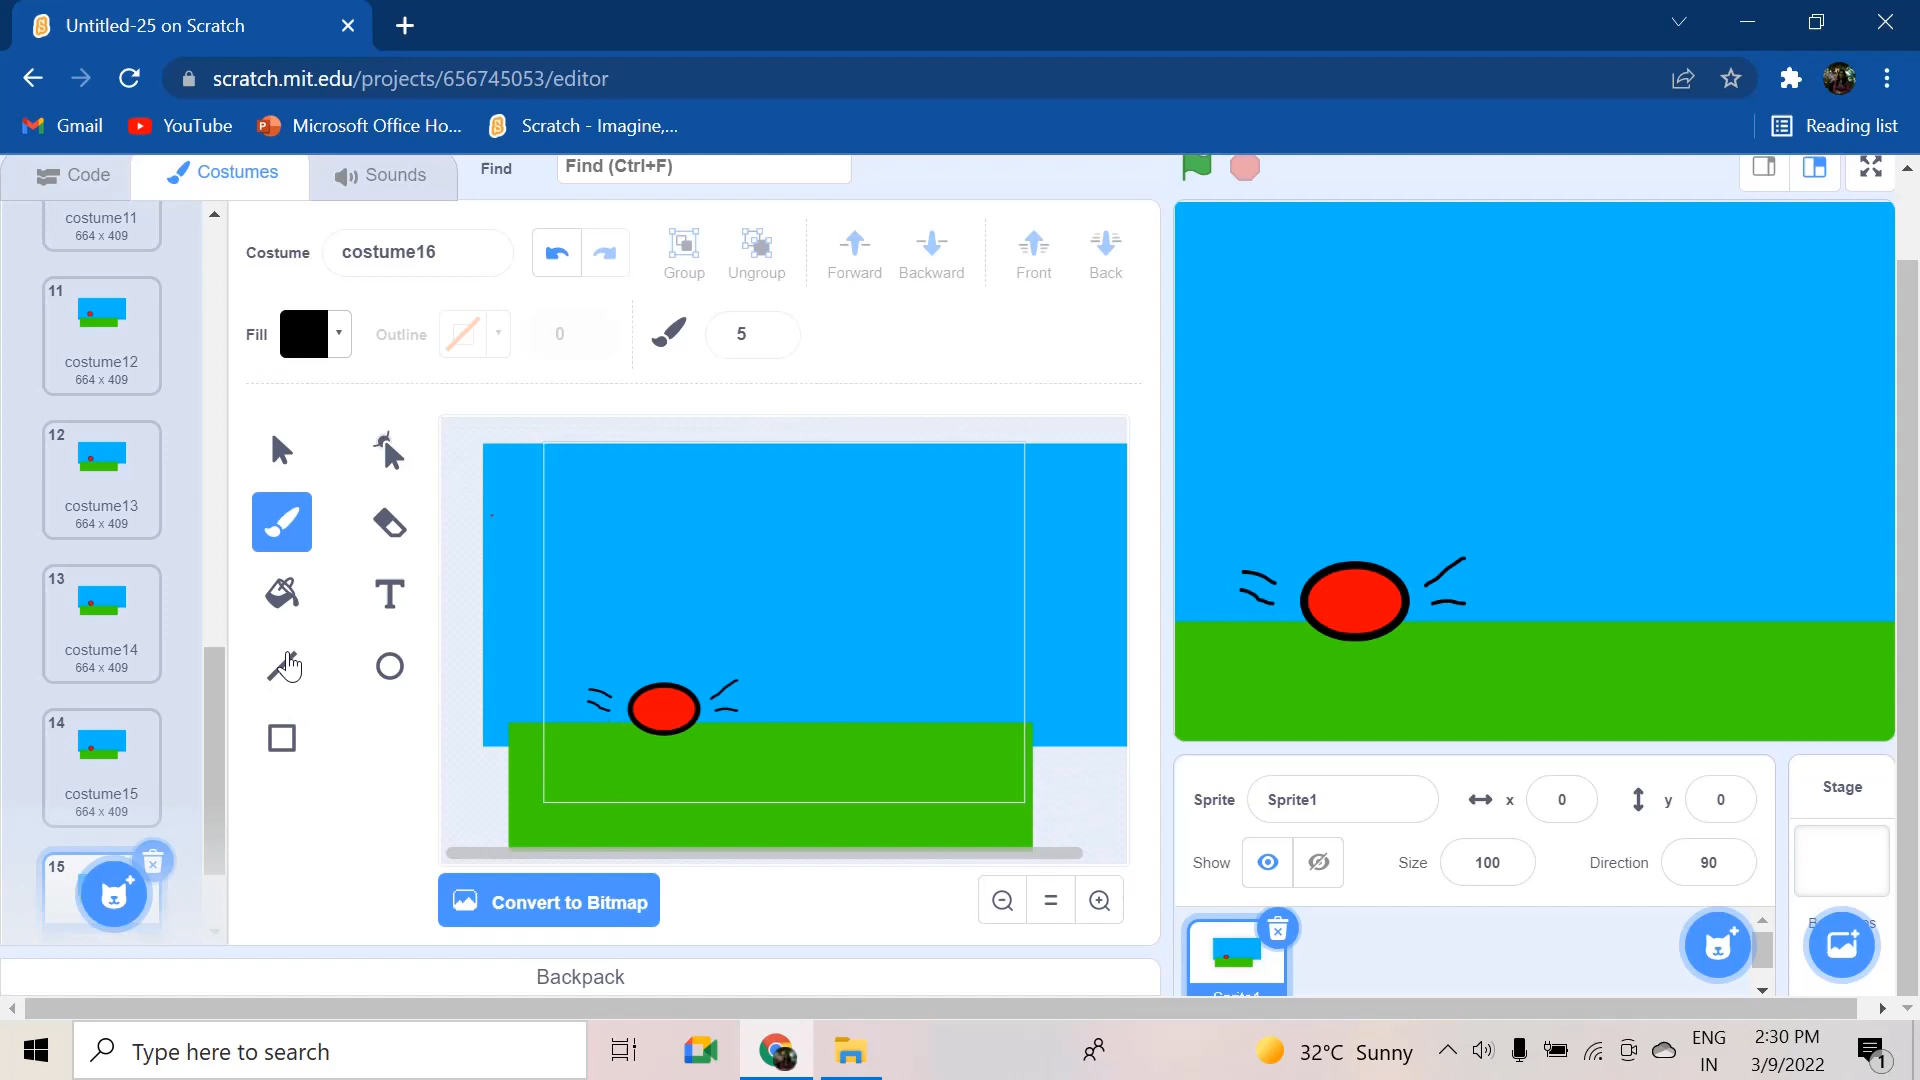 Untitled-25 on Scratch
scratch.mit.edu/projects/656745053/editor
Gmail
YouTube
Microsoft Office Ho...
Scratch - Imagine,...
Reading list
Code
Costumes
Sounds
Find
Find (Ctrl+F)
costume11
664 x 409
11
costume12
664 x 409
12
costume13
664 x 409
13
costume14
664 x 409
14
costume15
664 x 409
15
Costume
costume16
Group
Ungroup
Forward
Backward
Front
Back
Fill
Outline
0
5
T
Convert to Bitmap
Backpack
Sprite
Sprite1
x
0
y
0
Show
Size
100
Direction
90
Stage
Type here to search
32°C Sunny
ENG
IN
2:30 PM
3/9/2022
1